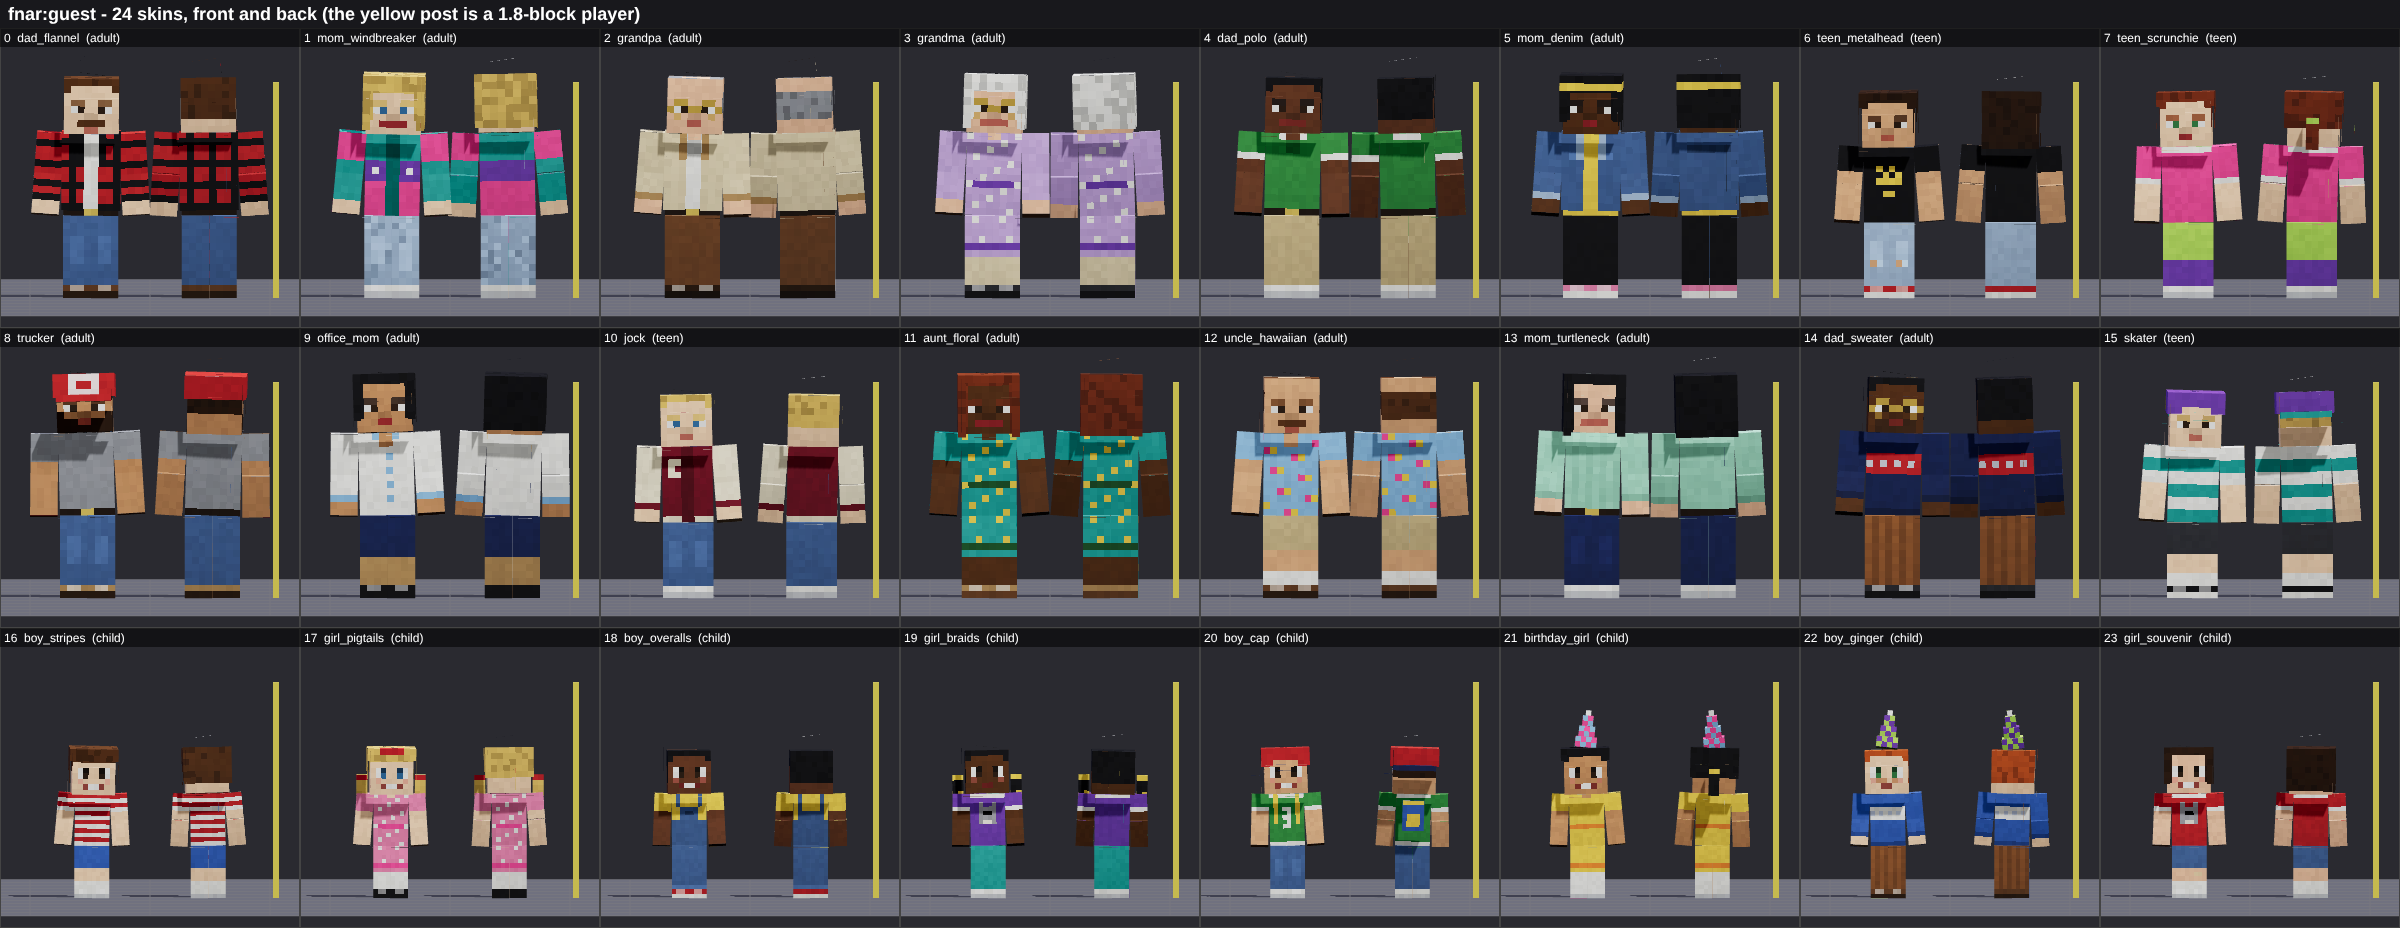 fnar:guest - 24 skins, front and back (the yellow post is a 1.8-block player)
0 dad_flannel (adult)
1 mom_windbreaker (adult)
2 grandpa (adult)
3 grandma (adult)
4 dad_polo (adult)
5 mom_denim (adult)
6 teen_metalhead (teen)
7 teen_scrunchie (teen)
8 trucker (adult)
9 office_mom (adult)
10 jock (teen)
11 aunt_floral (adult)
12 uncle_hawaiian (adult)
13 mom_turtleneck (adult)
14 dad_sweater (adult)
15 skater (teen)
16 boy_stripes (child)
17 girl_pigtails (child)
18 boy_overalls (child)
19 girl_braids (child)
20 boy_cap (child)
21 birthday_girl (child)
22 boy_ginger (child)
23 girl_souvenir (child)